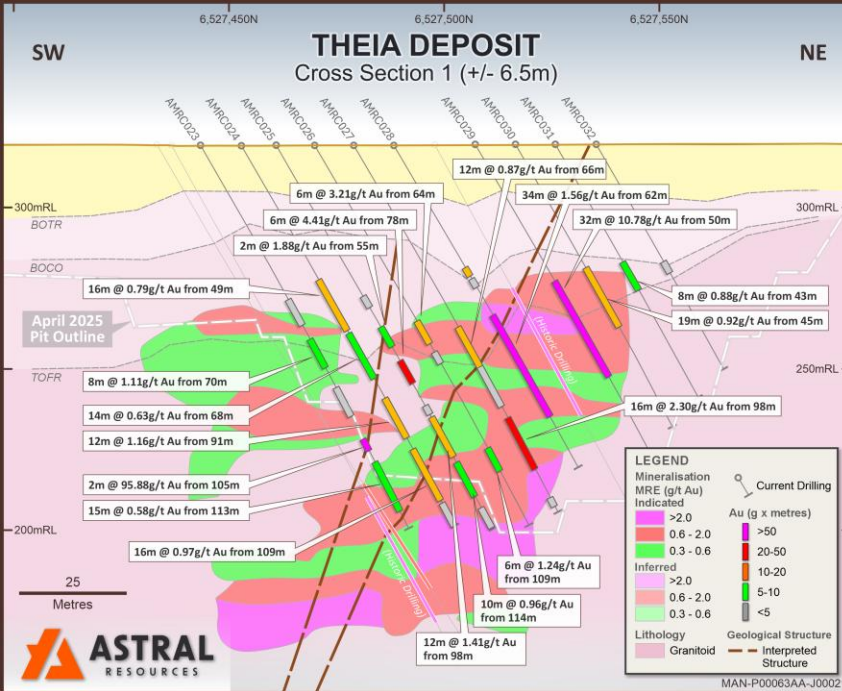 6,527,450N
6,527,500N
6,527,550N
SW
THEIA DEPOSIT
NE
Cross Section 1 (+/- 6.5m)
AMRC023
AMRC024
AMRC025
AMRC026
AMRC027
AMRC028
AMRC029
AMRC030
AMRC031
AMRC032
12m @ 0.87g/t Au from 66m
6m @ 3.21g/t Au from 64m
34m @ 1.56g/t Au from 62m
300mRL
300mRL
6m @ 4.41g/t Au from 78m
32m @ 10.78g/t Au from 50m
BOTR
2m @ 1.88g/t Au from 55m
BOCO
16m @ 0.79g/t Au from 49m
8m @ 0.88g/t Au from 43m
April 2025
Pit Outline
19m @ 0.92g/t Au from 45m
(Historic Drilling)
TOFR
250mRL
8m @ 1.11g/t Au from 70m
14m @ 0.63g/t Au from 68m
16m @ 2.30g/t Au from 98m
12m @ 1.16g/t Au from 91m
2m @ 95.88g/t Au from 105m
15m @ 0.58g/t Au from 113m
200mRL
16m @ 0.97g/t Au from 109m
(Historic Drilling)
6m @ 1.24g/t Au
from 109m
10m @ 0.96g/t Au
from 114m
12m @ 1.41g/t Au
from 98m
25
Metres
ASTRAL
RESOURCES
LEGEND
Mineralisation
MRE (g/t Au)
Indicated
>2.0
0.6 - 2.0
0.3 - 0.6
Inferred
>2.0
0.6 - 2.0
0.3 - 0.6
Lithology
Granitoid
Current Drilling
Au (g x metres)
>50
20-50
10-20
5-10
<5
Geological Structure
Interpreted
Structure
MAN-P00063AA-J0002